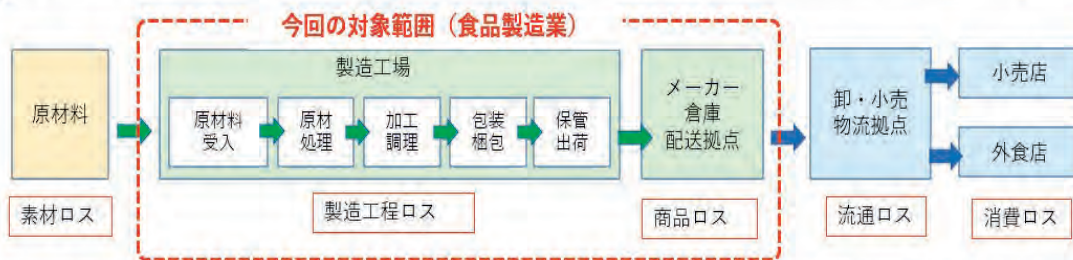 今回の対象範囲（食品製造業）
原材料
製造工場
原材料
受入
原材
処理
加工
調理
包装
梱包
保管
出荷
メーカー
倉庫
配送拠点
卸・小売
物流拠点
小売店
外食店
素材ロス
製造工程ロス
商品ロス
流通ロス
消費ロス